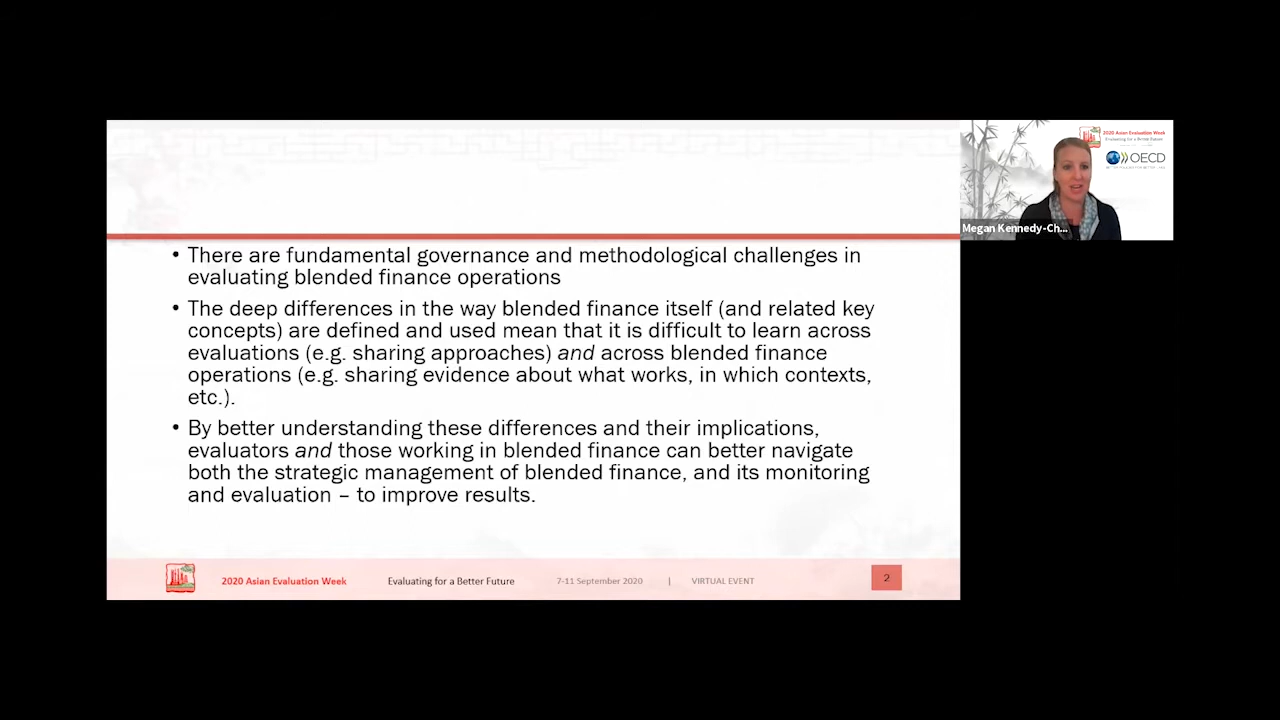 • There are fundamental governance and methodological challenges in
evaluating blended finance operations
• The deep differences in the way blended finance itself (and related key
concepts) are defined and used mean that it is difficult to learn across
evaluations (e.g. sharing approaches) and across blended finance
operations (e.g. sharing evidence about what works, in which contexts,
etc.).
• By better understanding these differences and their implications,
evaluators and those working in blended finance can better navigate
both the strategic management of blended finance, and its monitoring
and evaluation – to improve results.
2020 Asian Evaluation Week Evaluating for a Better Future 7-11 September 2020 | VIRTUAL EVENT 2
2020 Asian Evaluation Week
Evaluating for a Better Future
OECD
Megan Kennedy-Ch...